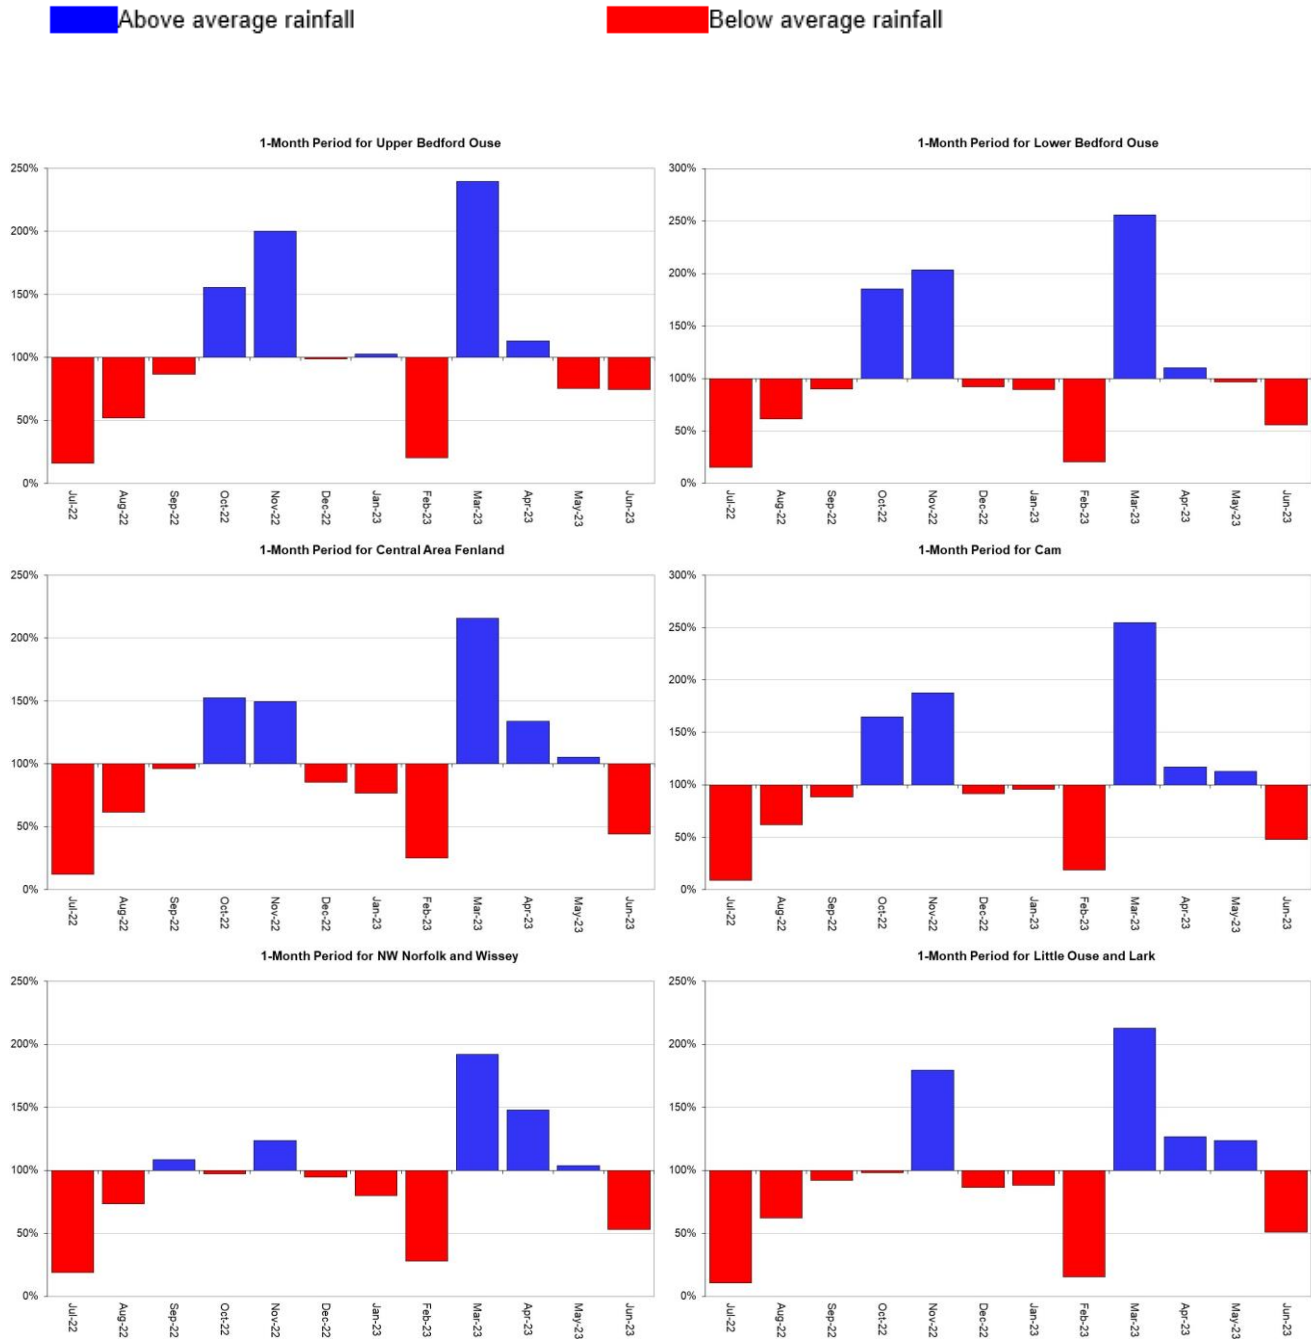 Above average rainfall
Below average rainfall
1-Month Period for Upper Bedford Ouse
250%
200%
150%
100%
50%
0%
Jul-22
Aug-22
Sep-22
Oct-22
Nov-22
Dec-22
Jan-23
Feb-23
Mar-23
Apr-23
May-23
Jun-23
1-Month Period for Lower Bedford Ouse
300%
250%
200%
150%
100%
50%
0%
Jul-22
Aug-22
Sep-22
Oct-22
Nov-22
Dec-22
Jan-23
Feb-23
Mar-23
Apr-23
May-23
Jun-23
1-Month Period for Central Area Fenland
250%
200%
150%
100%
50%
0%
Jul-22
Aug-22
Sep-22
Oct-22
Nov-22
Dec-22
Jan-23
Feb-23
Mar-23
Apr-23
May-23
Jun-23
1-Month Period for Cam
300%
250%
200%
150%
100%
50%
0%
Jul-22
Aug-22
Sep-22
Oct-22
Nov-22
Dec-22
Jan-23
Feb-23
Mar-23
Apr-23
May-23
Jun-23
1-Month Period for NW Norfolk and Wissey
250%
200%
150%
100%
50%
0%
Jul-22
Aug-22
Sep-22
Oct-22
Nov-22
Dec-22
Jan-23
Feb-23
Mar-23
Apr-23
May-23
Jun-23
1-Month Period for Little Ouse and Lark
250%
200%
150%
100%
50%
0%
Jul-22
Aug-22
Sep-22
Oct-22
Nov-22
Dec-22
Jan-23
Feb-23
Mar-23
Apr-23
May-23
Jun-23